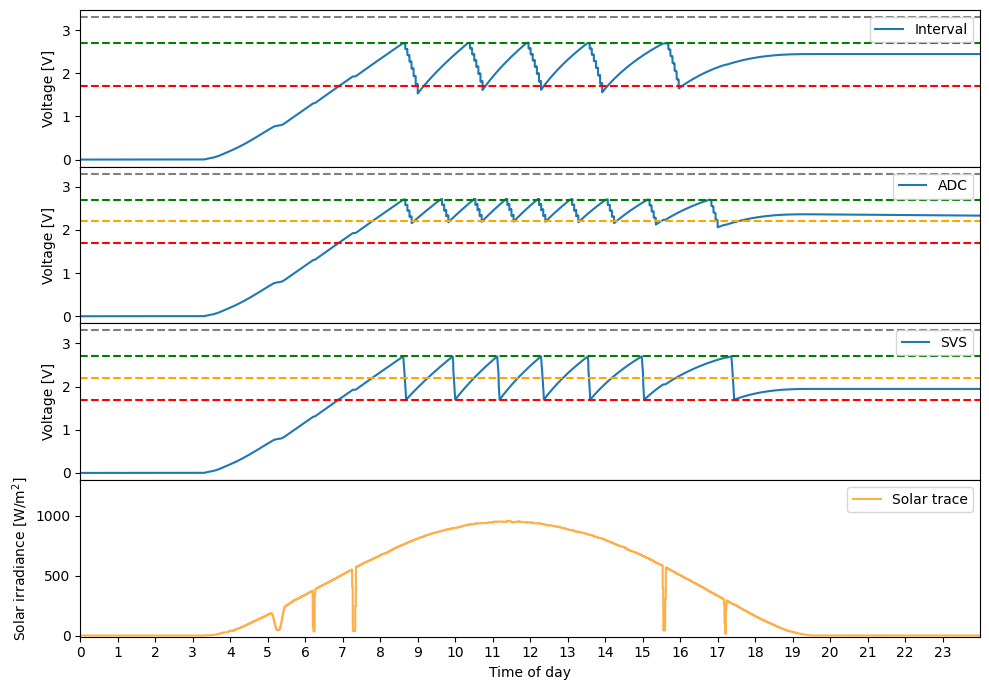 Voltage [V]
3
2
1
0
Interval
Voltage [V]
3
2
1
0
ADC
Voltage [V]
3
2
1
0
SVS
Solar irradiance [W/m²]
1000
500
0
Solar trace
0 1 2 3 4 5 6 7 8 9 10 11 12 13 14 15 16 17 18 19 20 21 22 23
Time of day